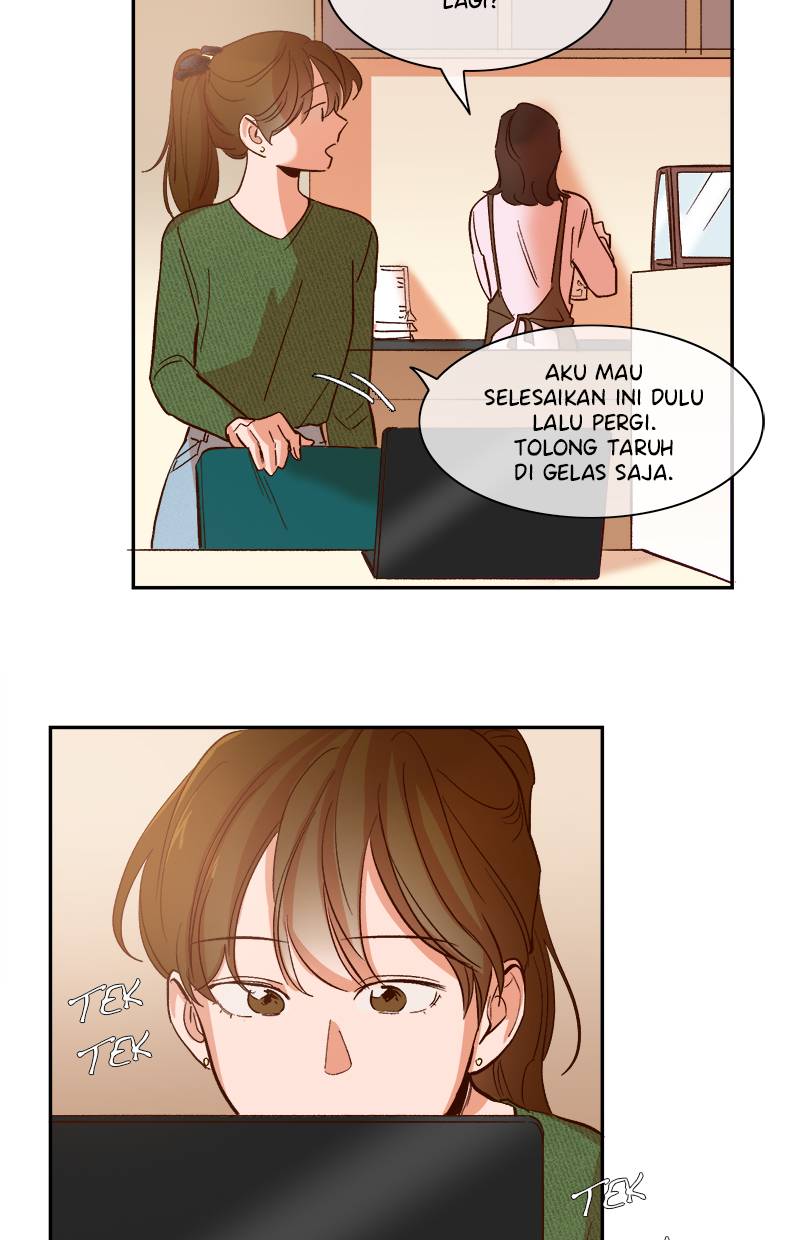 LAGI?
AKU MAU
SELESAIKAN INI DULU
LALU PERGI.
TOLONG TARUH
DI GELAS SAJA.
TEK
TEK
TEK